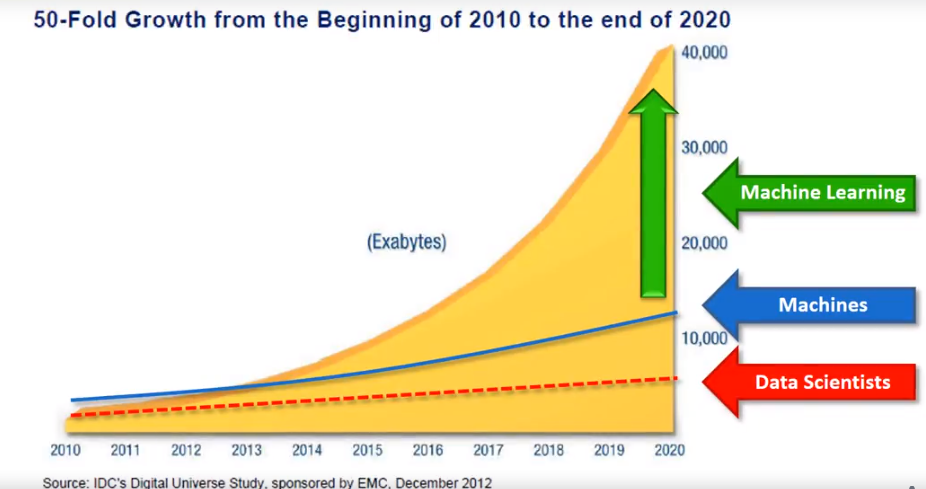 50-Fold Growth from the Beginning of 2010 to the end of 2020
40,000
30,000
Machine Learning
(Exabytes)
20,000
Machines
10,000
Data Scientists
2010 2011 2012 2013 2014 2015 2016 2017 2018 2019 2020
Source: IDC's Digital Universe Study, sponsored by EMC, December 2012